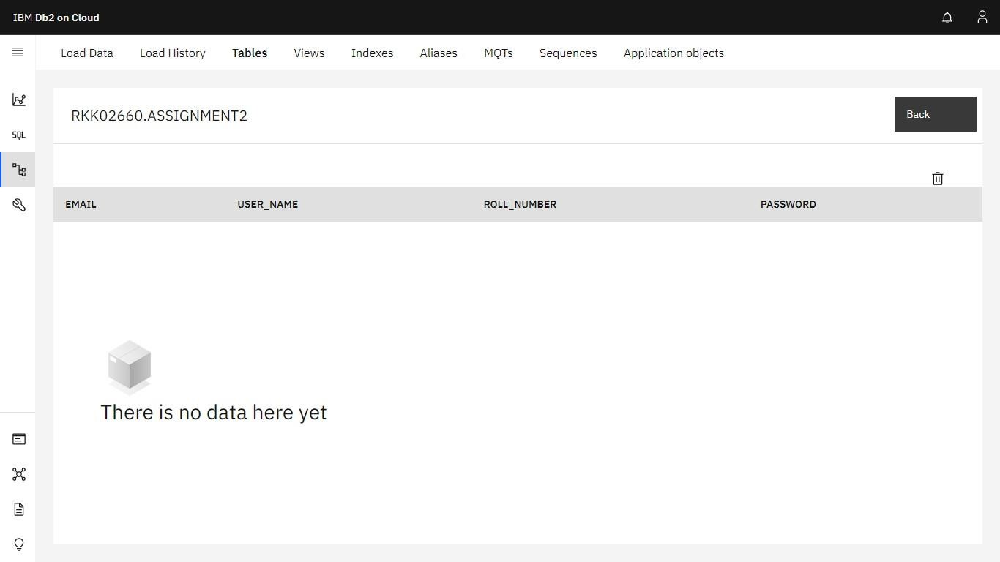 IBM Db2 on Cloud
Load Data Load History Tables Views Indexes Aliases MQTs Sequences Application objects
RKK02660.ASSIGNMENT2 Back
SQL
EMAIL USER_NAME ROLL_NUMBER PASSWORD
There is no data here yet